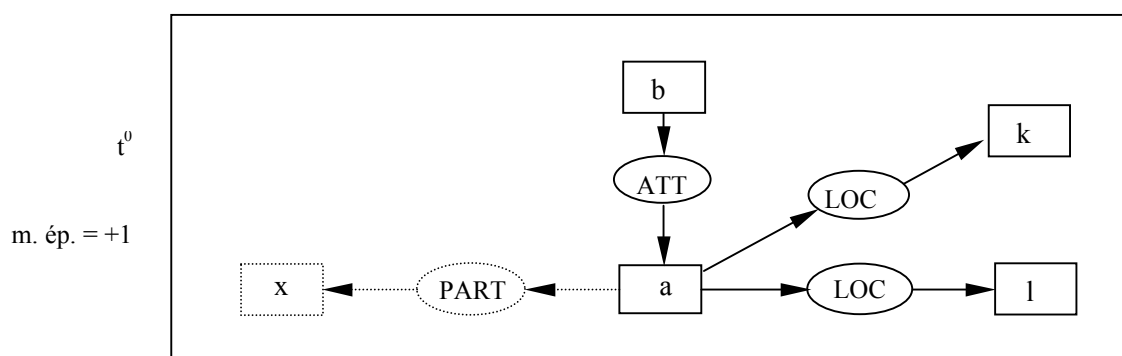 b
k
t⁰
ATT
LOC
m. ép. = +1
x
PART
a
LOC
l